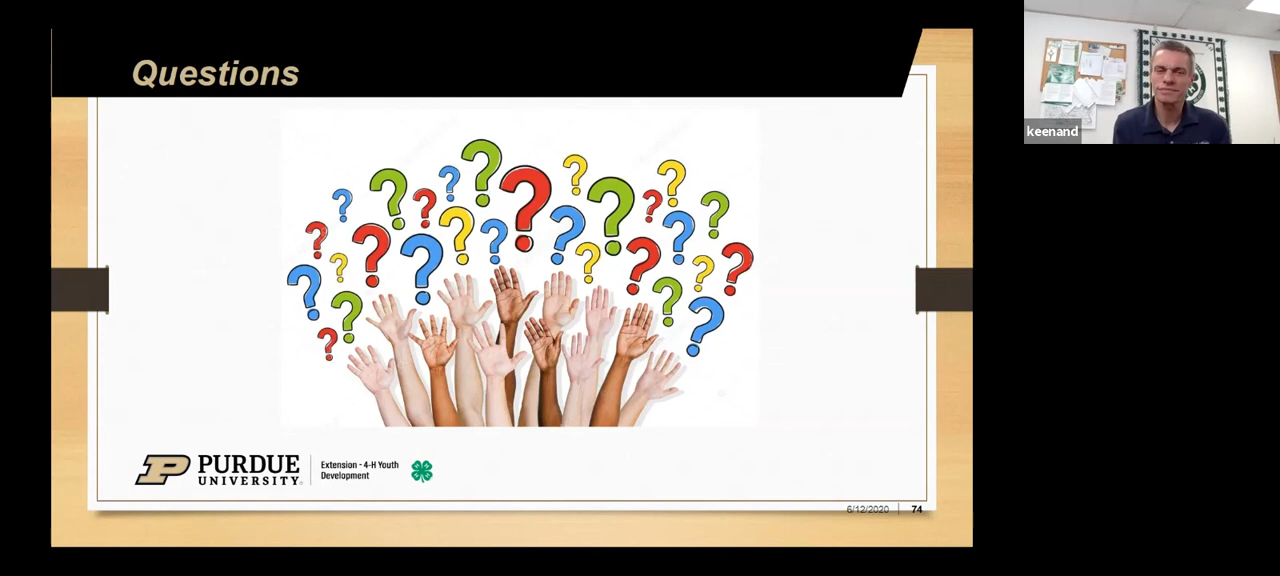 Questions
keenand
PURDUE
UNIVERSITY
Extension - 4-H Youth
Development
6/12/2020 | 74